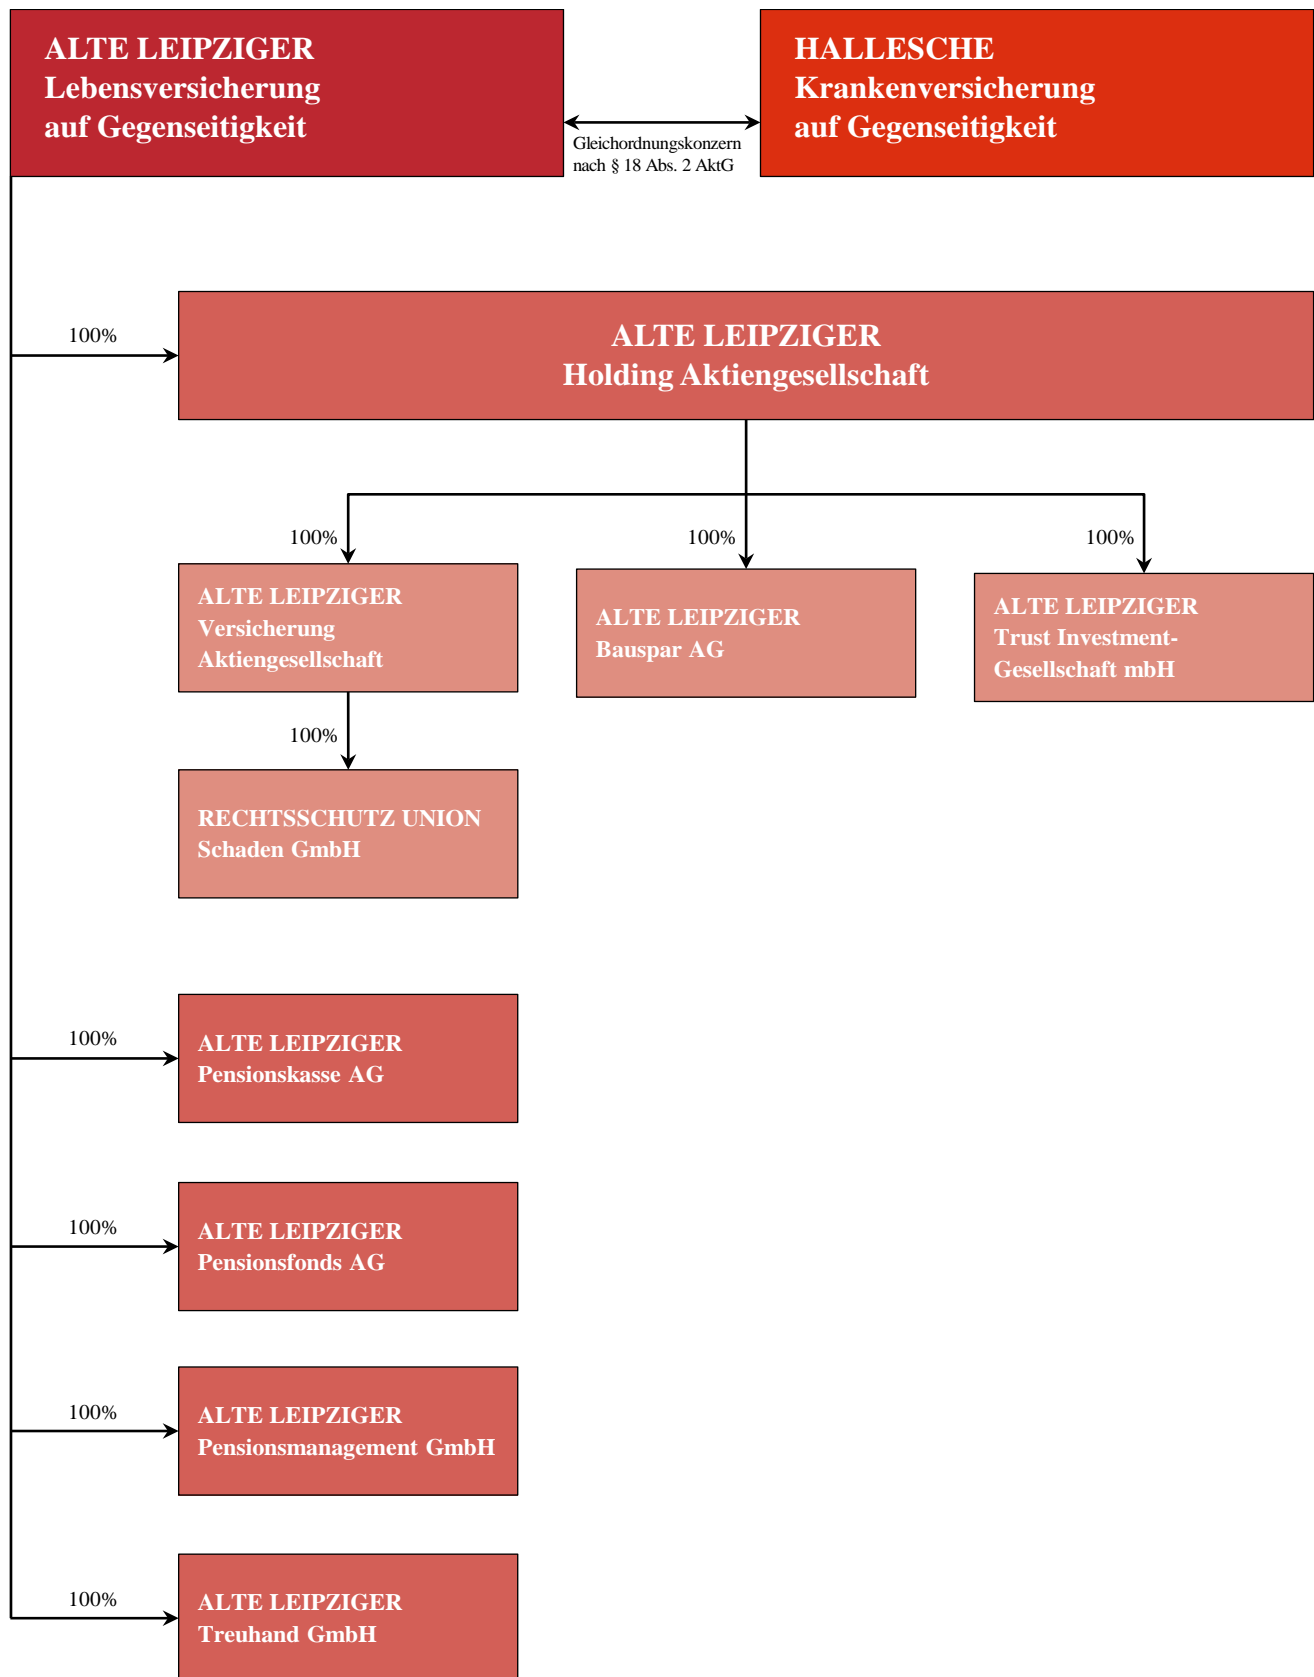 ALTE LEIPZIGER
Lebensversicherung
auf Gegenseitigkeit
HALLESCHE
Krankenversicherung
auf Gegenseitigkeit
Gleichordnungskonzern
nach § 18 Abs. 2 AktG
100%
ALTE LEIPZIGER
Holding Aktiengesellschaft
100%
100%
100%
ALTE LEIPZIGER
Versicherung
Aktiengesellschaft
ALTE LEIPZIGER
Bauspar AG
ALTE LEIPZIGER
Trust Investment-
Gesellschaft mbH
100%
RECHTSSCHUTZ UNION
Schaden GmbH
100%
ALTE LEIPZIGER
Pensionskasse AG
100%
ALTE LEIPZIGER
Pensionsfonds AG
100%
ALTE LEIPZIGER
Pensionsmanagement GmbH
100%
ALTE LEIPZIGER
Treuhand GmbH